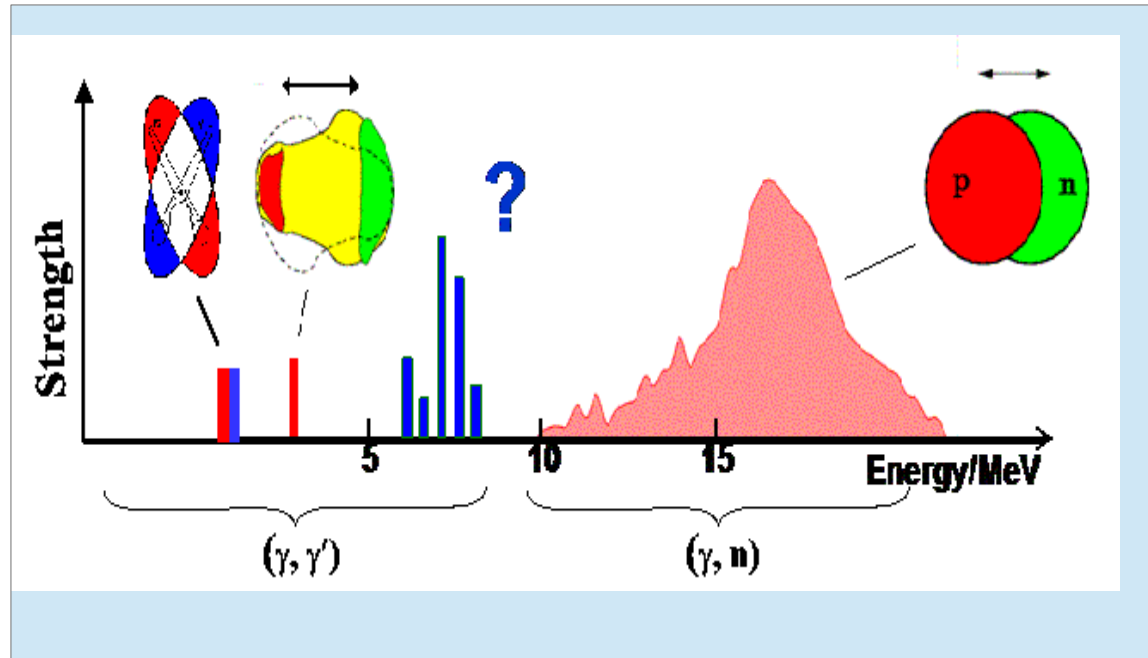 ?
p
n
Strength
5
10
15
Energy/MeV
(γ, γ′)
(γ, n)